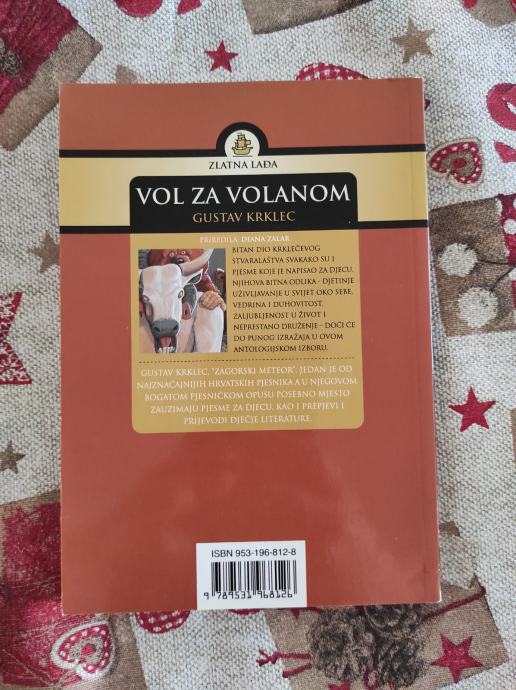 ZLATNA LAĐA
VOL ZA VOLANOM
GUSTAV KRKLEC
PRIREDILA: DIANA ZALAR
BITAN DIO KRKLEČEVOG
STVARALAŠTVA SVAKAKO SU I
PJESME KOJE JE NAPISAO ZA DJECU.
NJIHOVA BITNA ODLIKA - DJETINJE
UŽIVLJAVANJE U SVIJET OKO SEBE,
VEDRINA I DUHOVITOST,
ZALJUBLJENOST U ŽIVOT I
NEPRESTANO DRUŽENJE - DOĆI ĆE
DO PUNOG IZRAŽAJA U OVOM
ANTOLOGIJSKOM IZBORU.
GUSTAV KRKLEC, "ZAGORSKI METEOR", JEDAN JE OD
NAJZNAČAJNIJIH HRVATSKIH PJESNIKA A U NJEGOVOM
BOGATOM PJESNIČKOM OPUSU POSEBNO MJESTO
ZAUZIMAJU PJESME ZA DJECU, KAO I PREPJEVI I
PRIJEVODI DJEČJE LITERATURE.
ISBN 953-196-812-8
9 789531 968126